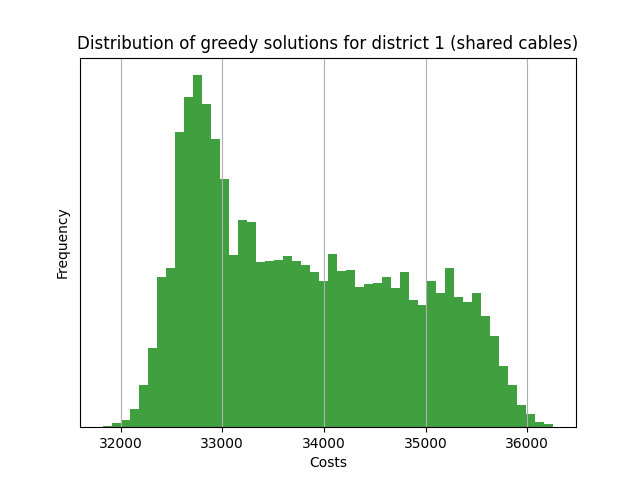 Distribution of greedy solutions for district 1 (shared cables)
Frequency
32000 33000 34000 35000 36000
Costs